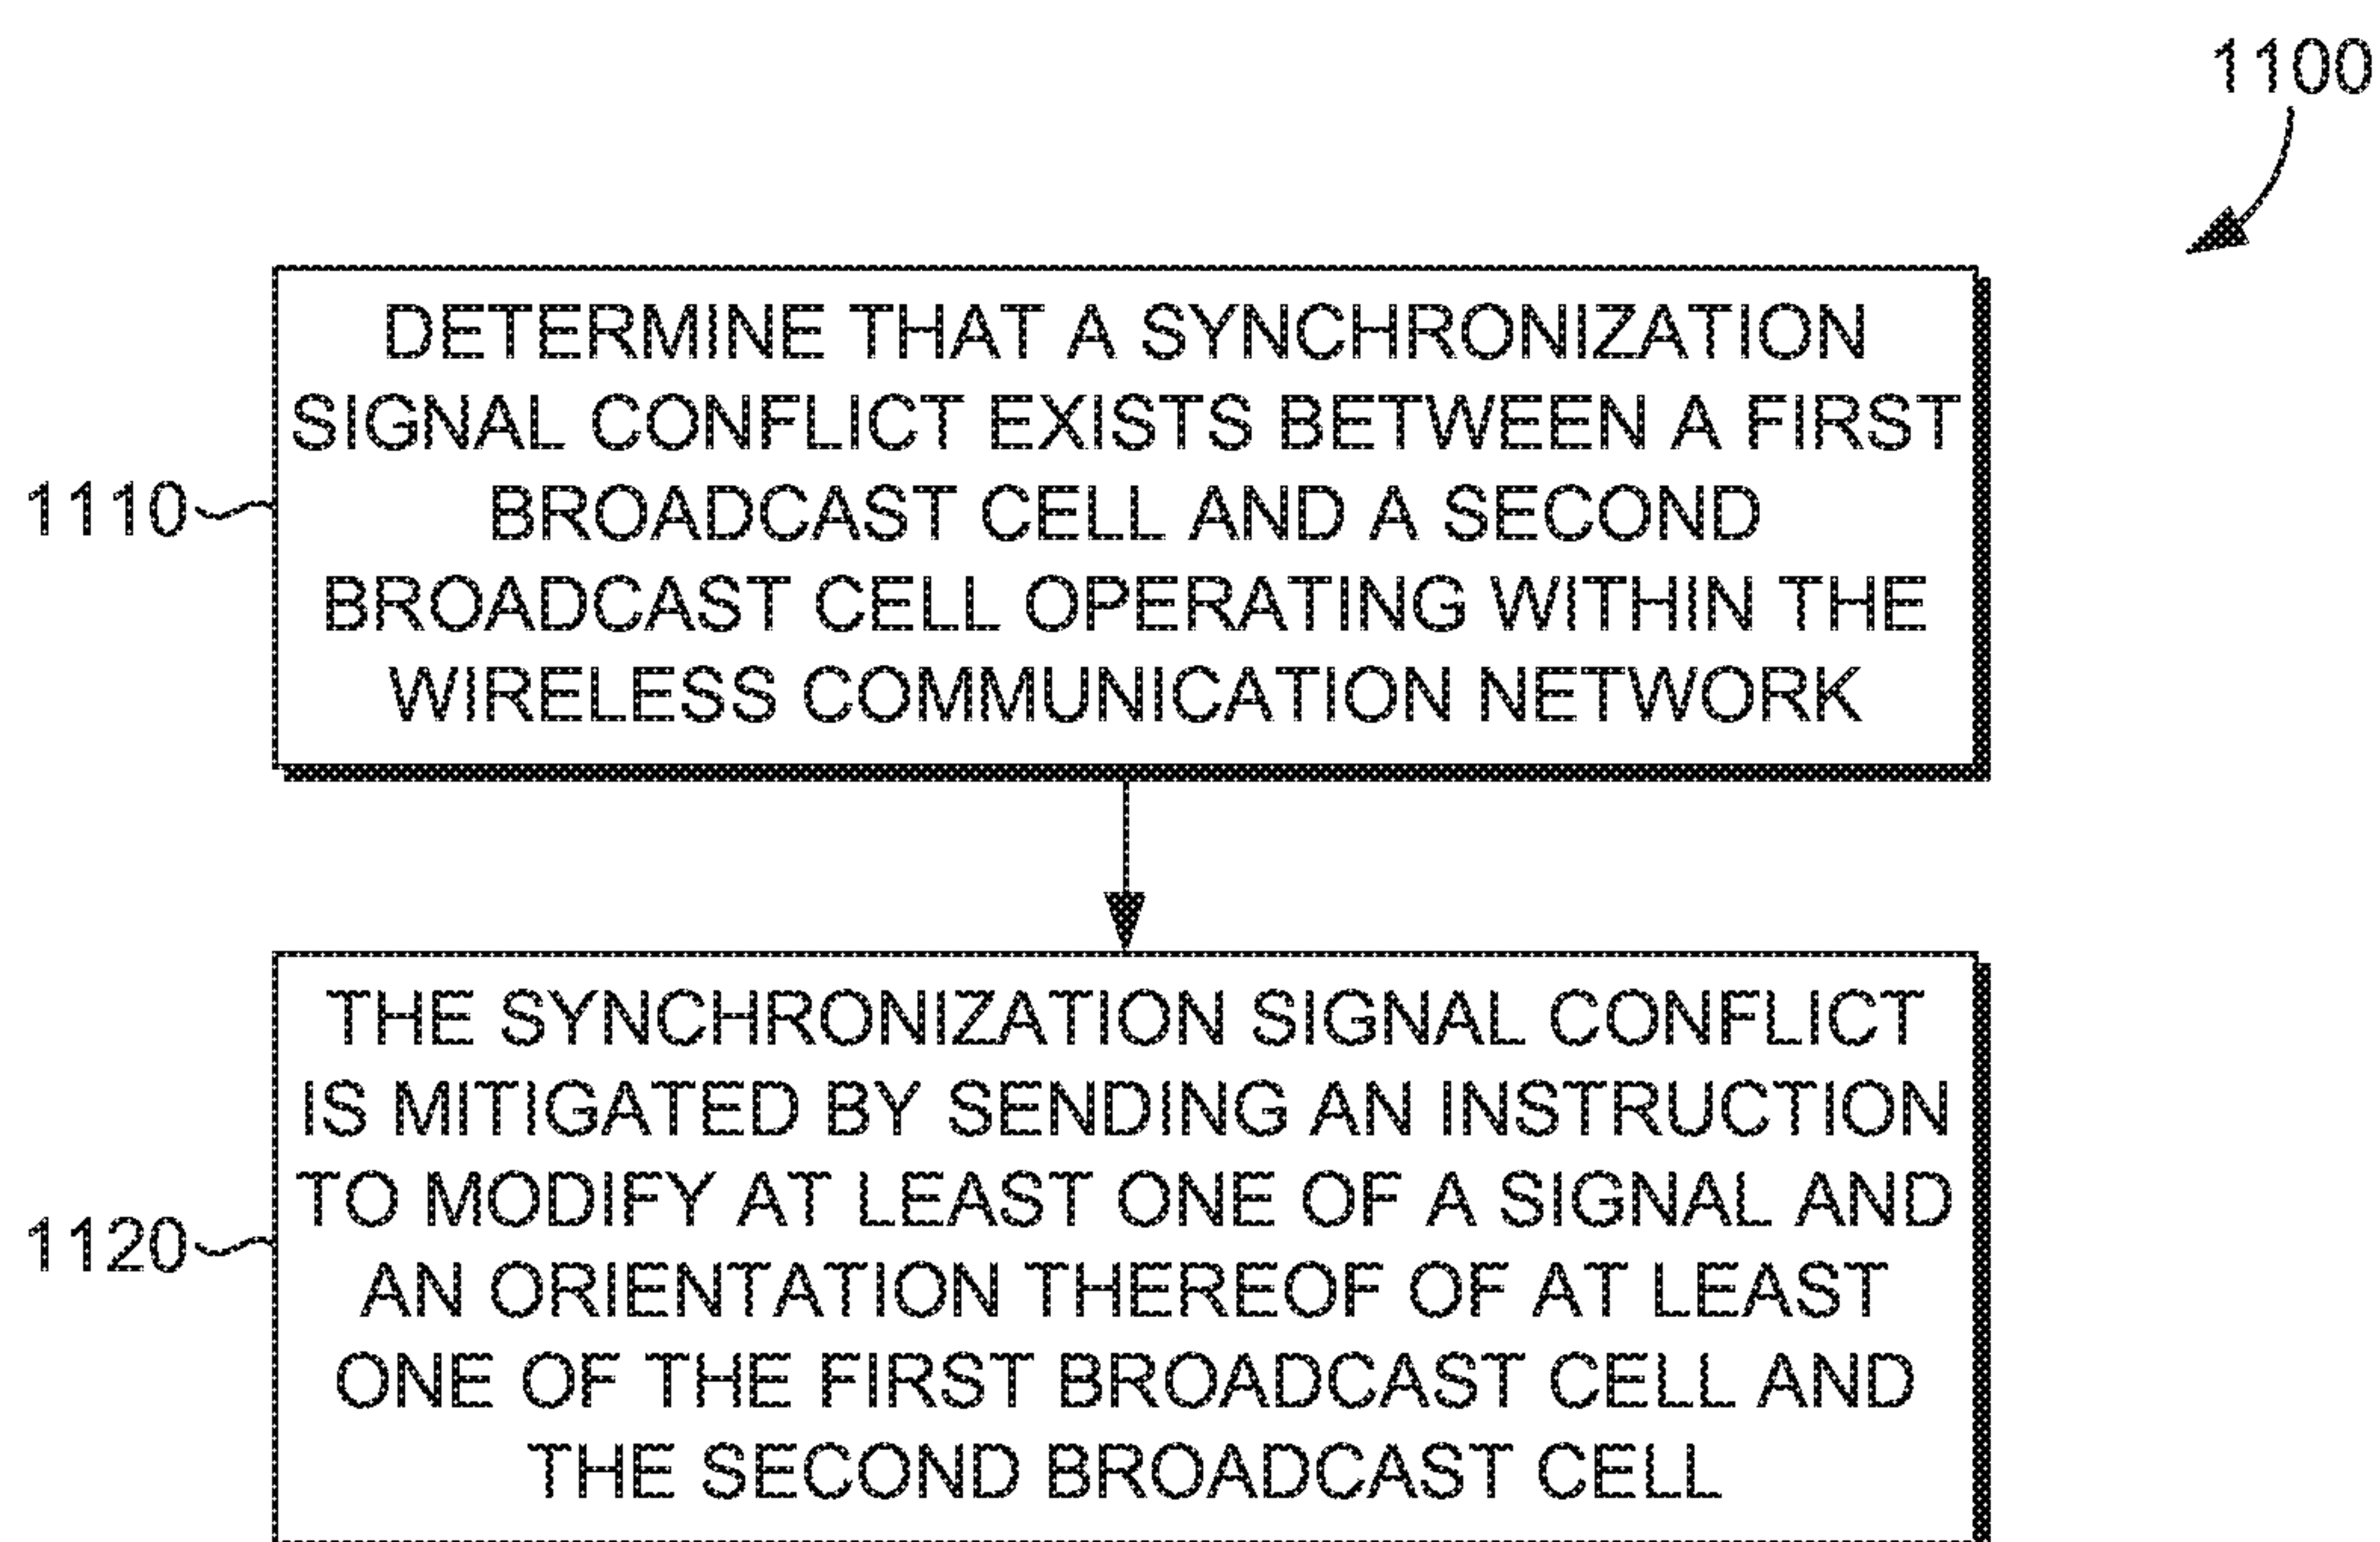 1100
DETERMINE THAT A SYNCHRONIZATION
SIGNAL CONFLICT EXISTS BETWEEN A FIRST
BROADCAST CELL AND A SECOND
BROADCAST CELL OPERATING WITHIN THE
WIRELESS COMMUNICATION NETWORK
1110
THE SYNCHRONIZATION SIGNAL CONFLICT
IS MITIGATED BY SENDING AN INSTRUCTION
TO MODIFY AT LEAST ONE OF A SIGNAL AND
AN ORIENTATION THEREOF OF AT LEAST
ONE OF THE FIRST BROADCAST CELL AND
THE SECOND BROADCAST CELL
1120